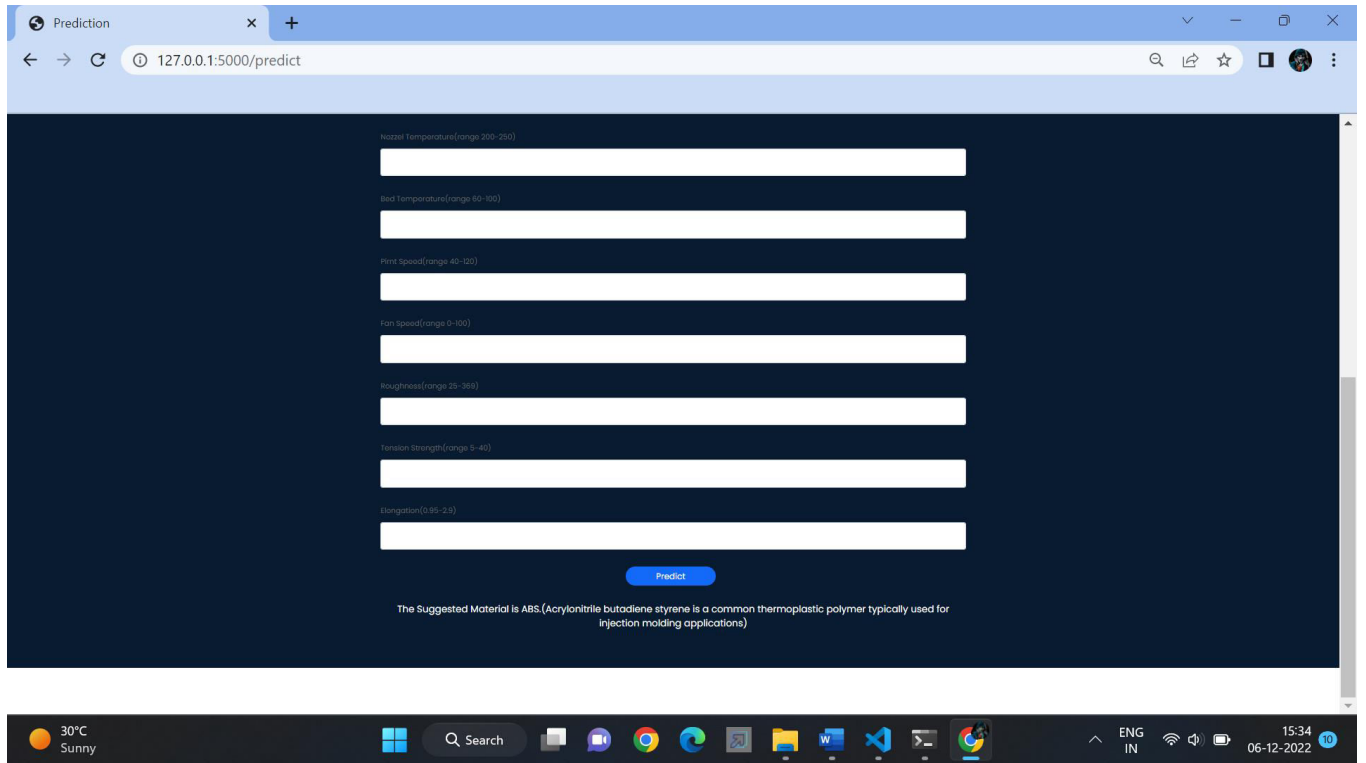 Prediction
127.0.0.1:5000/predict
Nozzel Temperature(range 200-250)
Bed Temperature(range 60-100)
Pirnt Speed(range 40-120)
Fan Speed(range 0-100)
Roughness(range 25-368)
Tension Strength(range 5-40)
Elongation(0.95-2.9)
Predict
The Suggested Material is ABS.(Acrylonitrile butadiene styrene is a common thermoplastic polymer typically used for
injection molding applications)
30°C
Sunny
Search
ENG
IN
15:34
06-12-2022
10